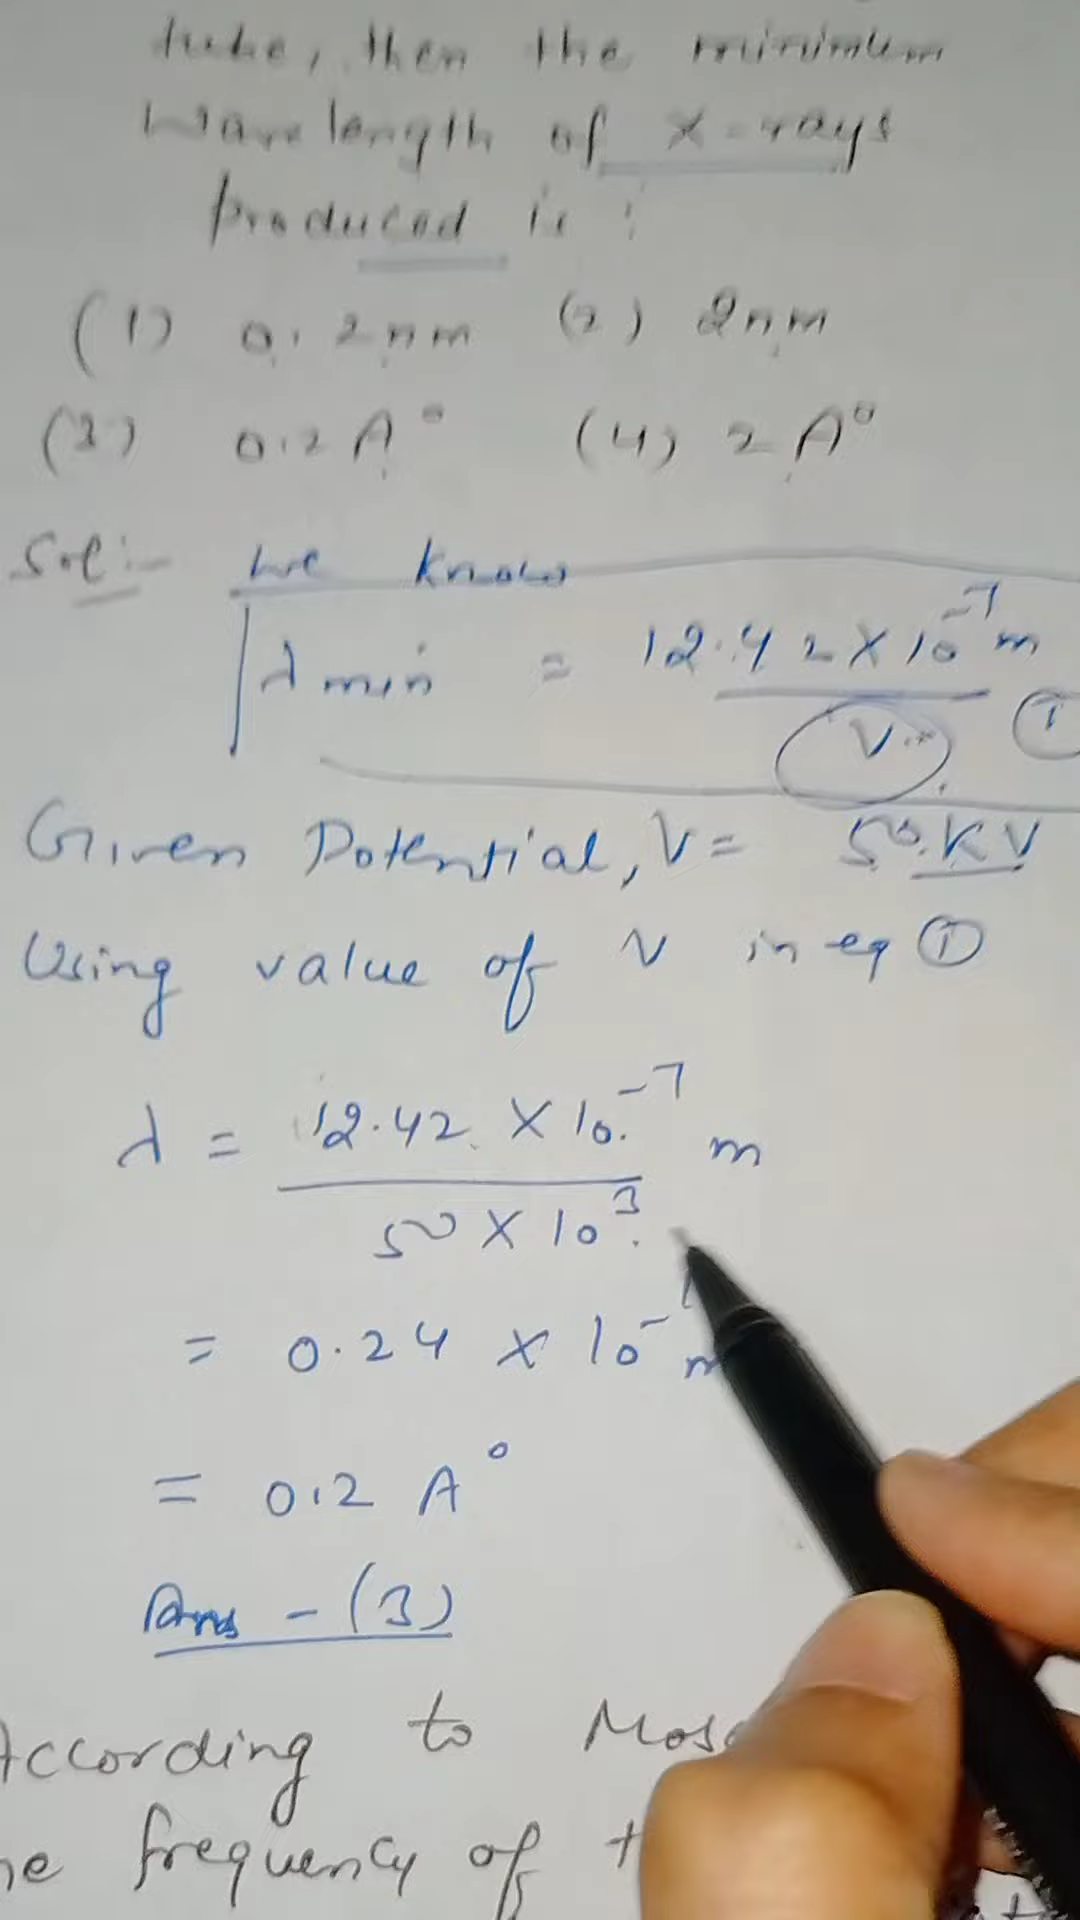 tube, then the minimum
wavelength of x-rays
produced is :
(1) 0.2nm (2) 2nm
(3) 0.2 A° (4) 2 A°
Sol:- we know
λ min = 12.42 x 10⁻⁷ m
V
①
Given Potential, V = 50 KV
Using value of V in eq ①
λ = 12.42 X 10⁻⁷ m
50 X 10³
= 0.24 x 10
= 0.2 A°
Ans - (3)
According to
frequency of